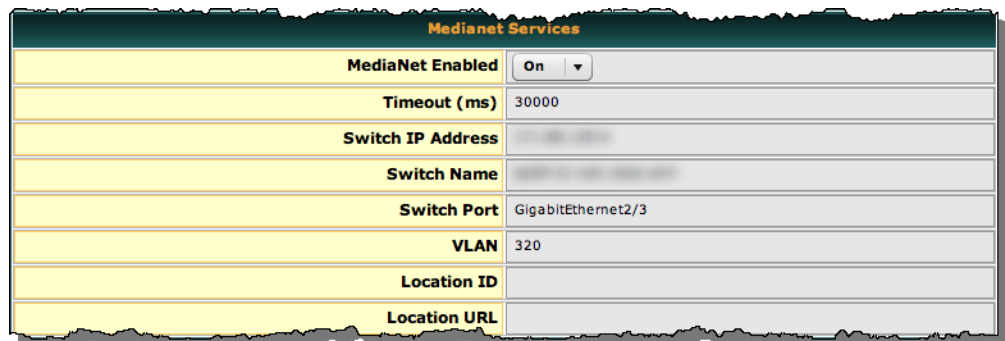 Medianet Services
MediaNet Enabled On
Timeout (ms) 30000
Switch IP Address
Switch Name
Switch Port GigabitEthernet2/3
VLAN 320
Location ID
Location URL